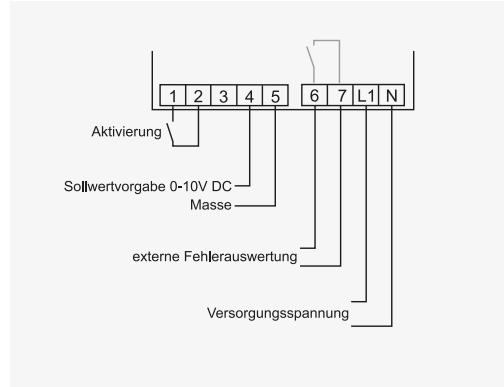 1 2 3 4 5 6 7 L1 N
Aktivierung
Sollwertvorgabe 0-10V DC
Masse
externe Fehlerauswertung
Versorgungsspannung